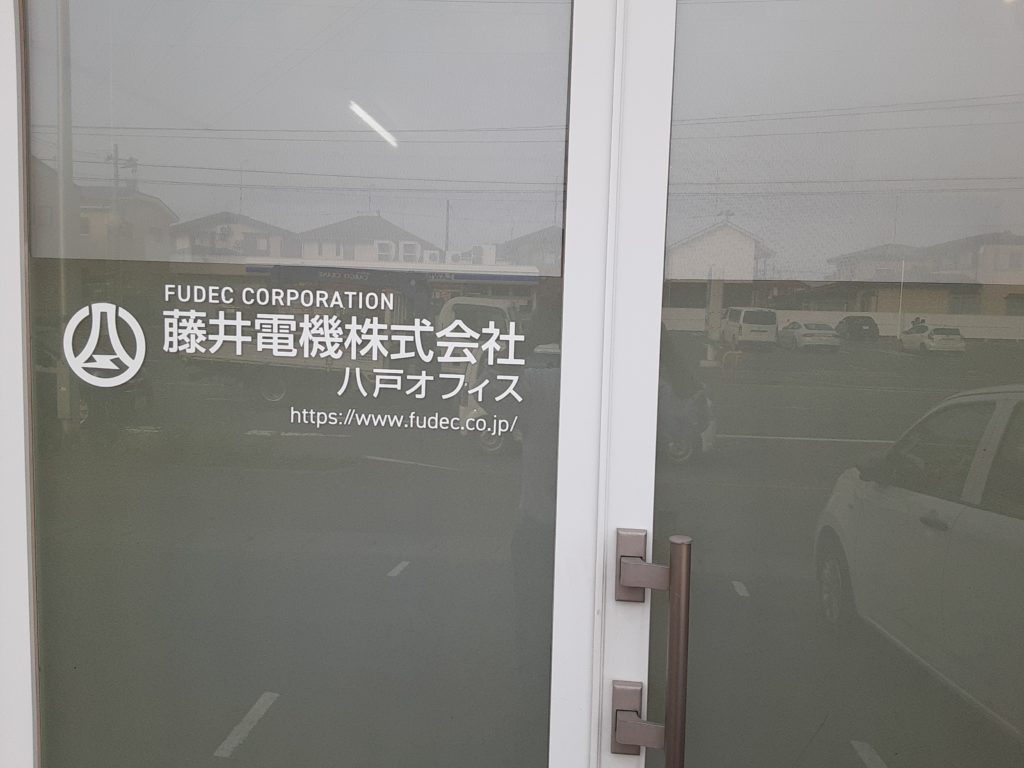 FUDEC CORPORATION
藤井電機株式会社
八戸オフィス
https://www.fudec.co.jp/